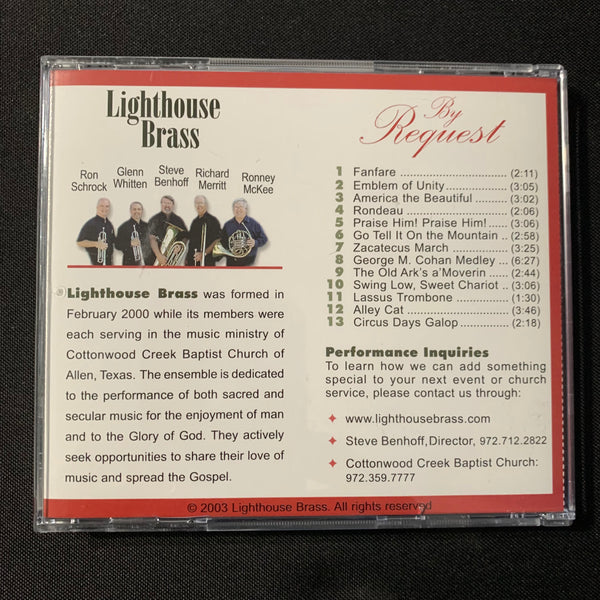 Lighthouse
Brass
Ron
Schrock
Glenn
Whitten
Steve
Benhoff
Richard
Merritt
Ronney
McKee
Lighthouse Brass was formed in
February 2000 while its members were
each serving in the music ministry of
Cottonwood Creek Baptist Church of
Allen, Texas. The ensemble is dedicated
to the performance of both sacred and
secular music for the enjoyment of man
and to the Glory of God. They actively
seek opportunities to share their love of
music and spread the Gospel.
By
Request
1 Fanfare ............................ (2:11)
2 Emblem of Unity................ (3:05)
3 America the Beautiful ........ (3:02)
4 Rondeau ........................... (2:06)
5 Praise Him! Praise Him! ..... (3:06)
6 Go Tell It On the Mountain .. (2:58)
7 Zacatecus March ............... (3:25)
8 George M. Cohan Medley ... (6:27)
9 The Old Ark's a'Moverin ..... (2:44)
10 Swing Low, Sweet Chariot .. (3:06)
11 Lassus Trombone .............. (1:30)
12 Alley Cat ........................... (3:46)
13 Circus Days Galop............. (2:18)
Performance Inquiries
To learn how we can add something
special to your next event or church
service, please contact us through:
www.lighthousebrass.com
Steve Benhoff,Director, 972.712.2822
Cottonwood Creek Baptist Church:
972.359.7777
© 2003 Lighthouse Brass. All rights reserved